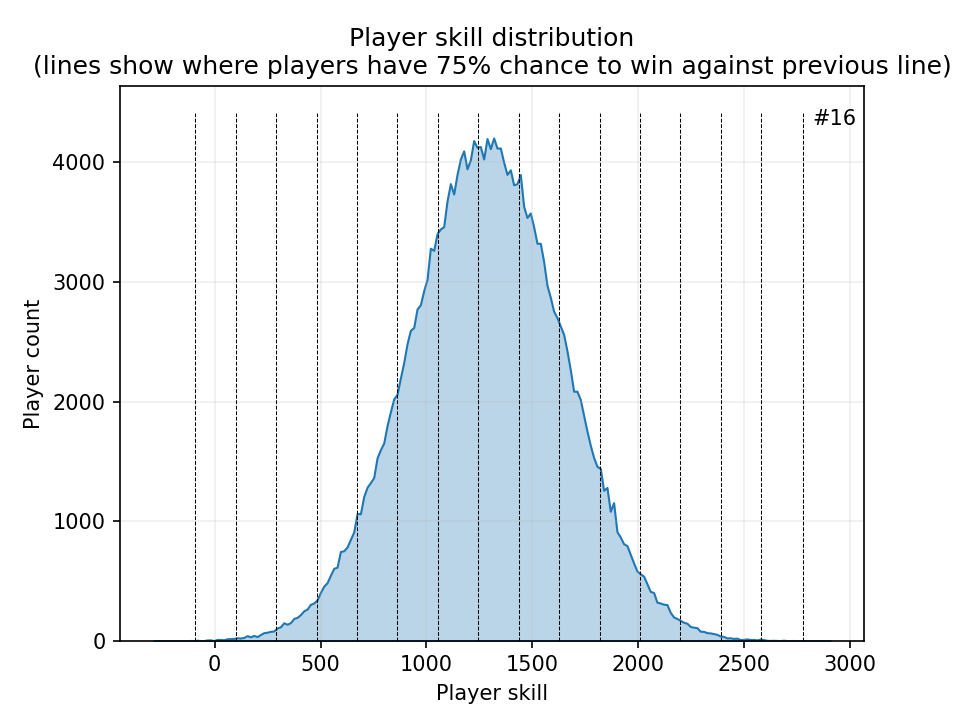 Player skill distribution
(lines show where players have 75% chance to win against previous line)
#16
4000
3000
2000
1000
0
Player count
0 500 1000 1500 2000 2500 3000
Player skill